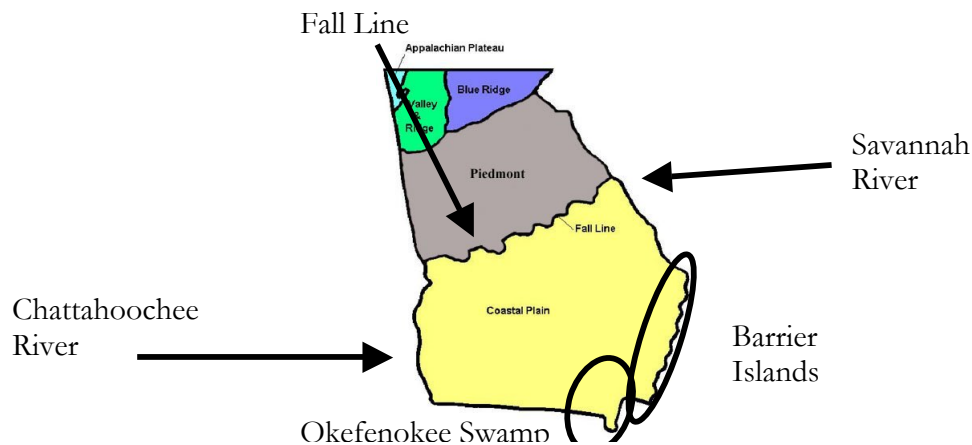 Fall Line
Appalachian Plateau
Blue Ridge
Valley
&
Ridge
Savannah
River
Piedmont
Fall Line
Chattahoochee
River
Coastal Plain
Barrier
Islands
Okefenokee Swamp